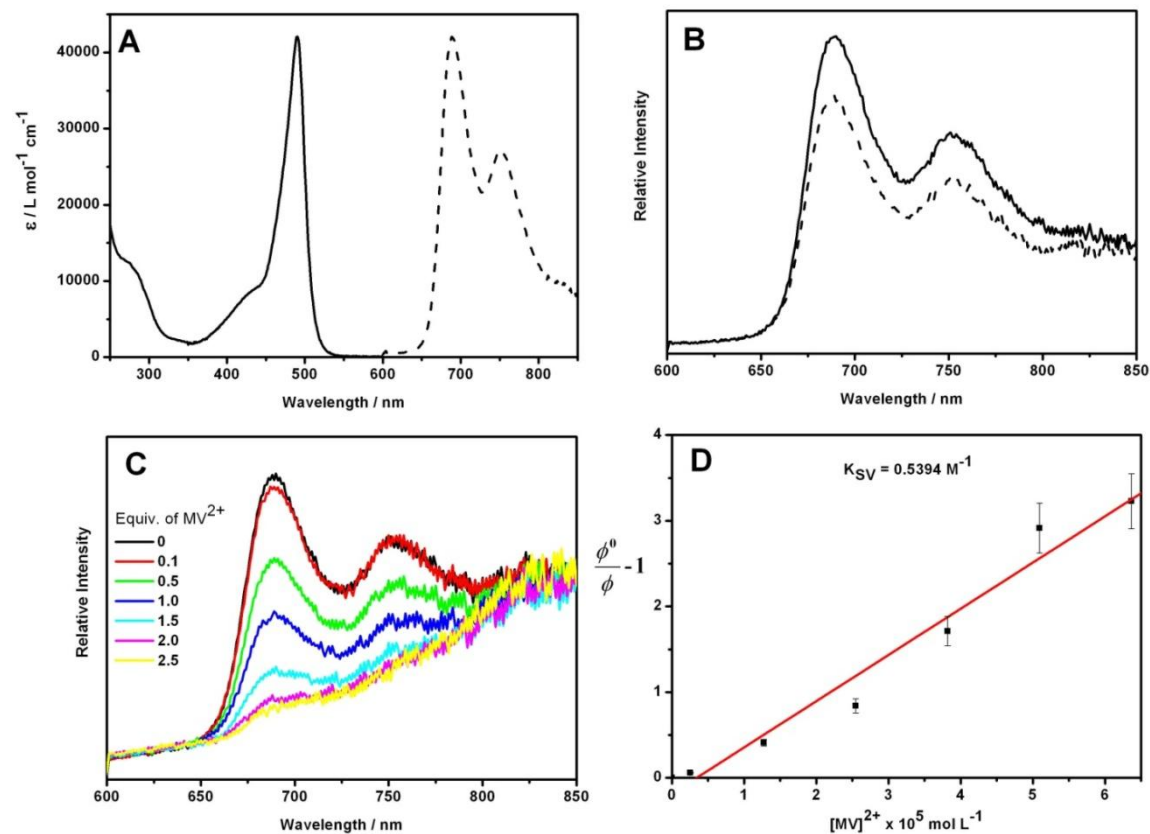 A
ε / L mol⁻¹ cm⁻¹
40000
30000
20000
10000
0
300 400 500 600 700 800
Wavelength / nm
B
Relative Intensity
600 650 700 750 800 850
Wavelength / nm
C
Equiv. of MV²⁺
0
0.1
0.5
1.0
1.5
2.0
2.5
Relative Intensity
600 650 700 750 800 850
Wavelength / nm
D
K_SV = 0.5394 M⁻¹
ϕ⁰/ϕ -1
4
3
2
1
0
0 1 2 3 4 5 6
[MV]²⁺ x 10⁵ mol L⁻¹